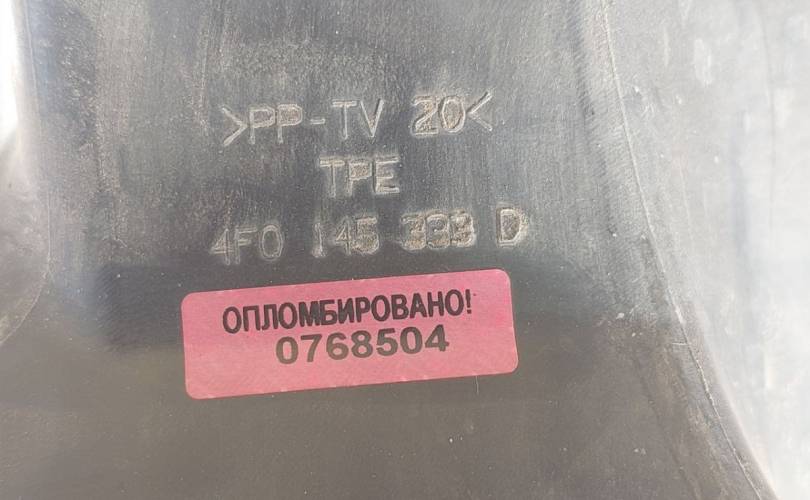 >PP-TV 20<
TPE
4F0 145 333 D
ОПЛОМБИРОВАНО!
0768504